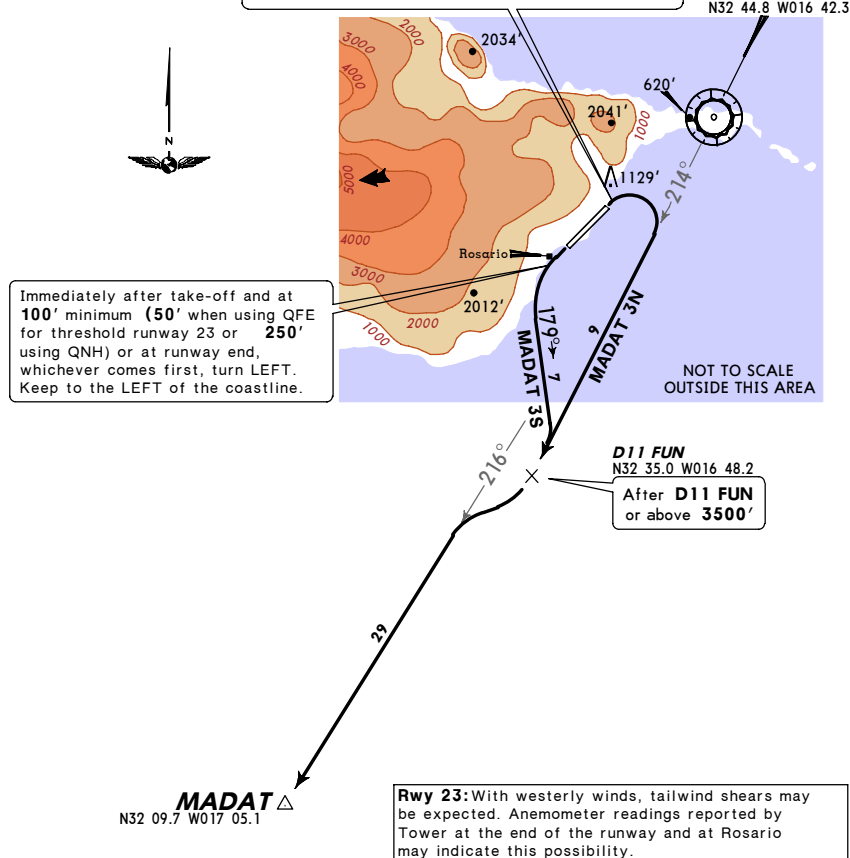 N32 44.8 W016 42.3
2000
2034'
3000
4000
620'
2041'
1000
N
1129'
214°
5000
4000
Rosario
3000
2012'
2000
1000
Immediately after take-off and at
100' minimum (50' when using QFE
for threshold runway 23 or 250'
using QNH) or at runway end,
whichever comes first, turn LEFT.
Keep to the LEFT of the coastline.
179°
7
MADAT 3S
9
MADAT 3N
NOT TO SCALE
OUTSIDE THIS AREA
216°
D11 FUN
N32 35.0 W016 48.2
After D11 FUN
or above 3500'
29
MADAT
N32 09.7 W017 05.1
Rwy 23: With westerly winds, tailwind shears may
be expected. Anemometer readings reported by
Tower at the end of the runway and at Rosario
may indicate this possibility.